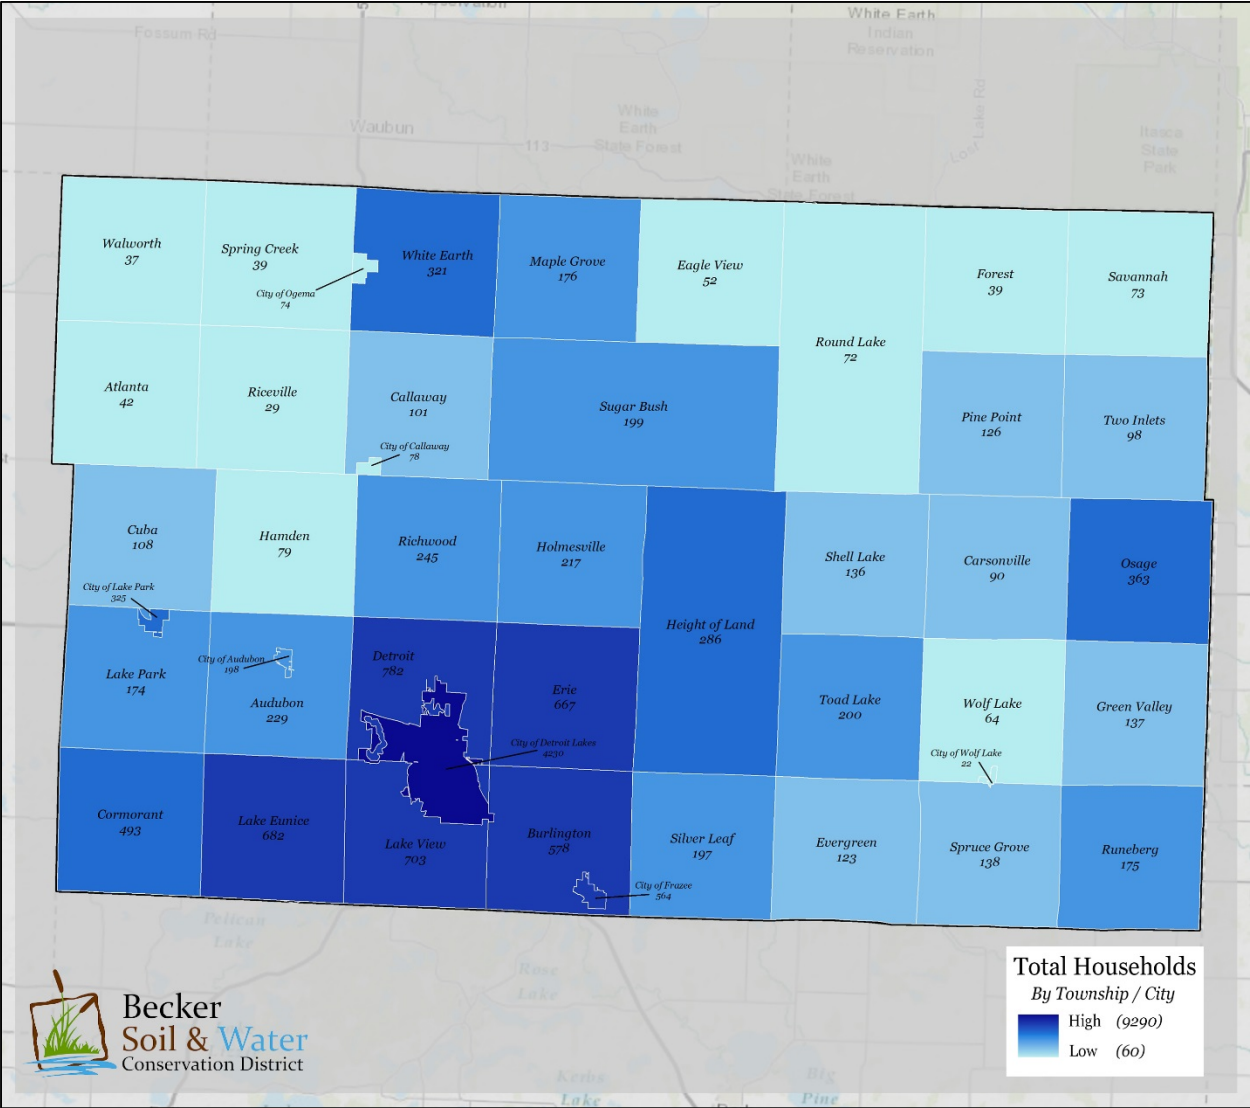 Reservation
White Earth
Indian
Reservation
Fossum Rd
5
White
Earth
State Forest
Waubun
113
Lost Lake Rd
Itasca
State
Park
White
Earth
State Forest
Walworth
37
Spring Creek
39
City of Ogema
74
White Earth
321
Maple Grove
176
Eagle View
52
Round Lake
72
Forest
39
Savannah
73
Atlanta
42
Riceville
29
Callaway
101
City of Callaway
78
Sugar Bush
199
Pine Point
126
Two Inlets
98
Cuba
108
Hamden
79
Richwood
245
Holmesville
217
Height of Land
286
Shell Lake
136
Carsonville
90
Osage
363
City of Lake Park
325
Lake Park
174
City of Audubon
198
Audubon
229
Detroit
782
Erie
667
City of Detroit Lakes
4230
Toad Lake
200
Wolf Lake
64
City of Wolf Lake
22
Green Valley
137
Cormorant
493
Lake Eunice
682
Lake View
703
Burlington
578
City of Frazee
564
Silver Leaf
197
Evergreen
123
Spruce Grove
138
Runeberg
175
Pelican
Lake
Rose
Lake
Kerbs
Lake
Big
Pine
Becker
Soil & Water
Conservation District
Total Households
By Township / City
High (9290)
Low (60)